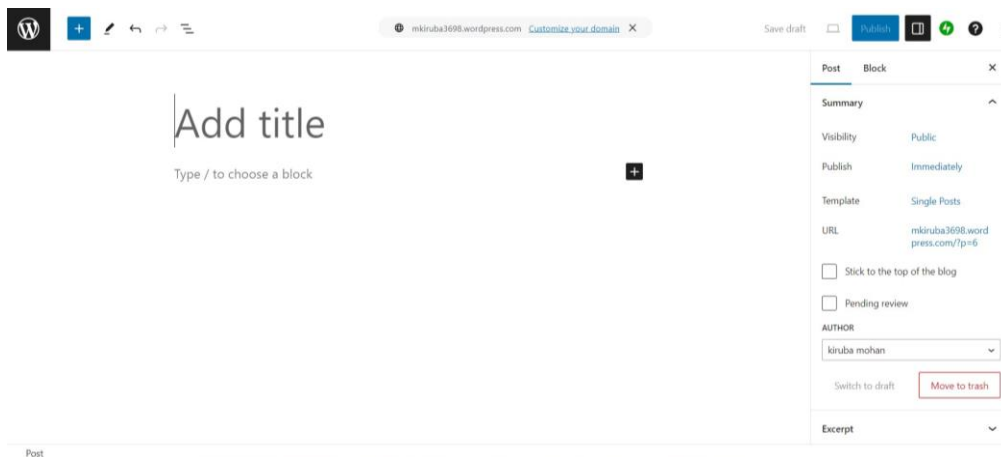 mkiruba3698.wordpress.com Customize your domain
Save draft
Publish
Post Block
Add title
Type / to choose a block
Summary
Visibility Public
Publish Immediately
Template Single Posts
URL mkiruba3698.word
press.com/?p=6
Stick to the top of the blog
Pending review
AUTHOR
kiruba mohan
Switch to draft Move to trash
Excerpt
Post